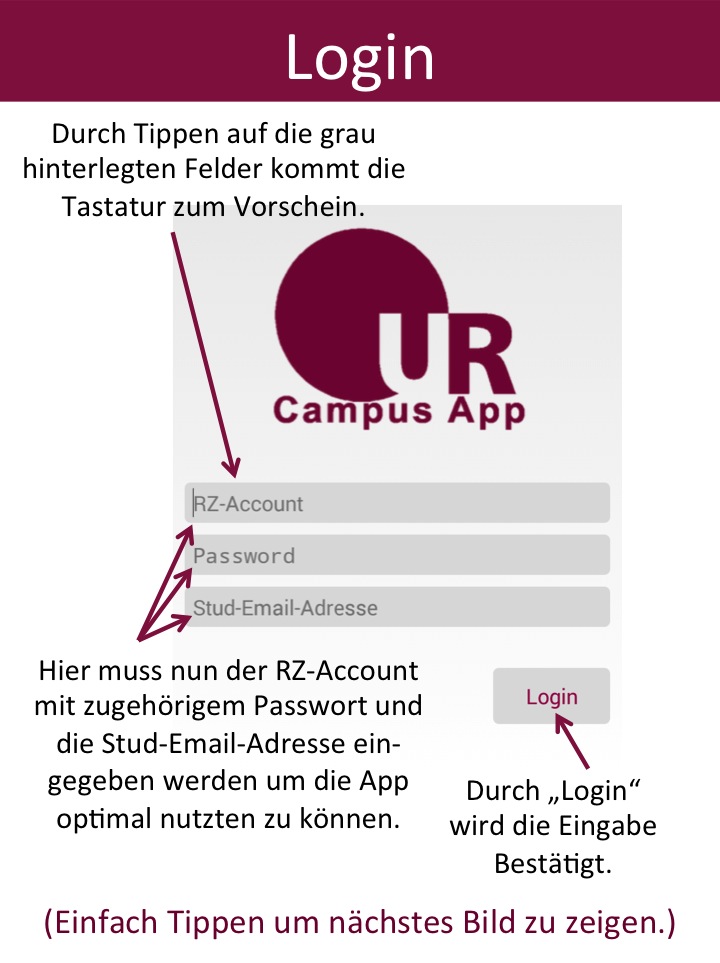 Login
Durch Tippen auf die grau
hinterlegten Felder kommt die
Tastatur zum Vorschein.
UR
Campus App
RZ-Account
Password
Stud-Email-Adresse
Hier muss nun der RZ-Account
mit zugehörigem Passwort und
die Stud-Email-Adresse ein-
gegeben werden um die App
optimal nutzten zu können.
Login
Durch „Login“
wird die Eingabe
Bestätigt.
(Einfach Tippen um nächstes Bild zu zeigen.)